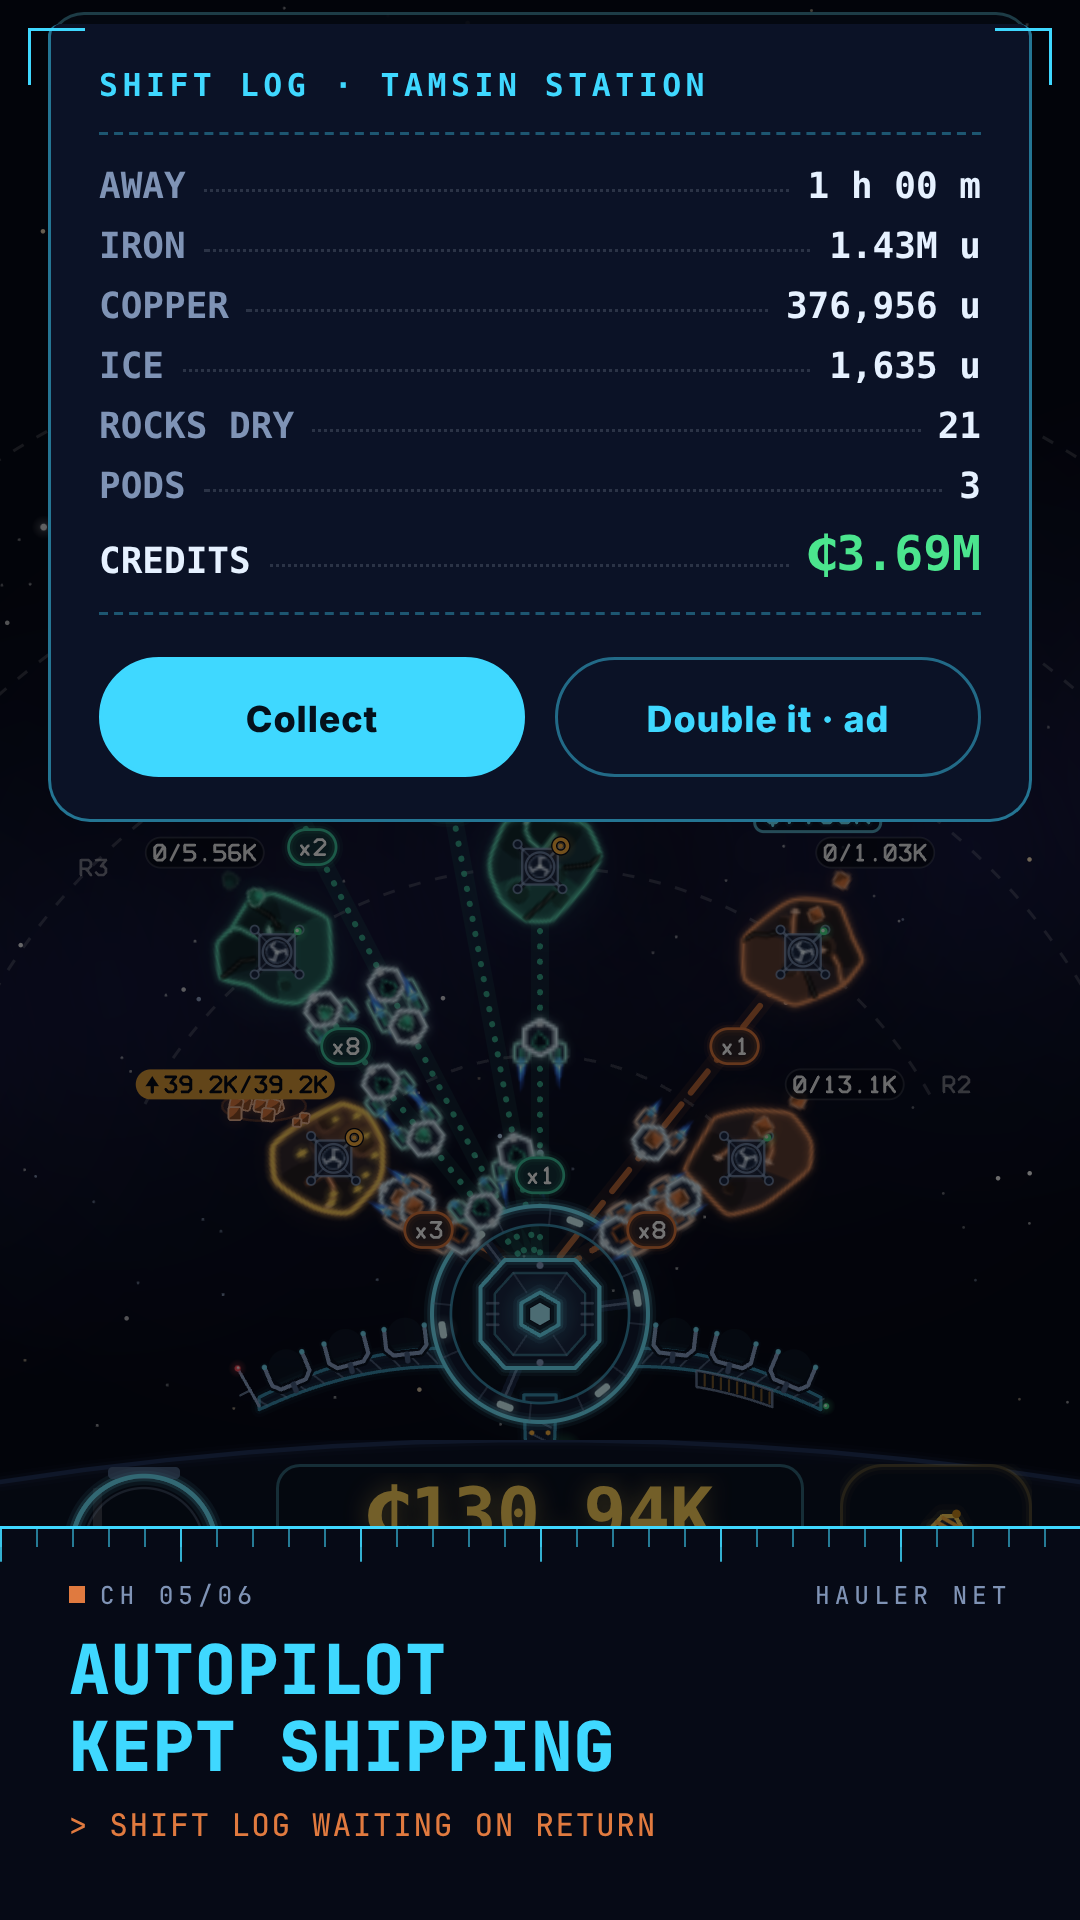 SHIFT LOG · TAMSIN STATION
AWAY 1 h 00 m
IRON 1.43M u
COPPER 376,956 u
ICE 1,635 u
ROCKS DRY 21
PODS 3
CREDITS ₵3.69M
Collect
Double it · ad
R3
0/5.56K
x2
0/1.03K
x8
x1
39.2K/39.2K
0/13.1K
R2
x1
x3
x8
₵130.94K
CH 05/06
HAULER NET
AUTOPILOT
KEPT SHIPPING
> SHIFT LOG WAITING ON RETURN